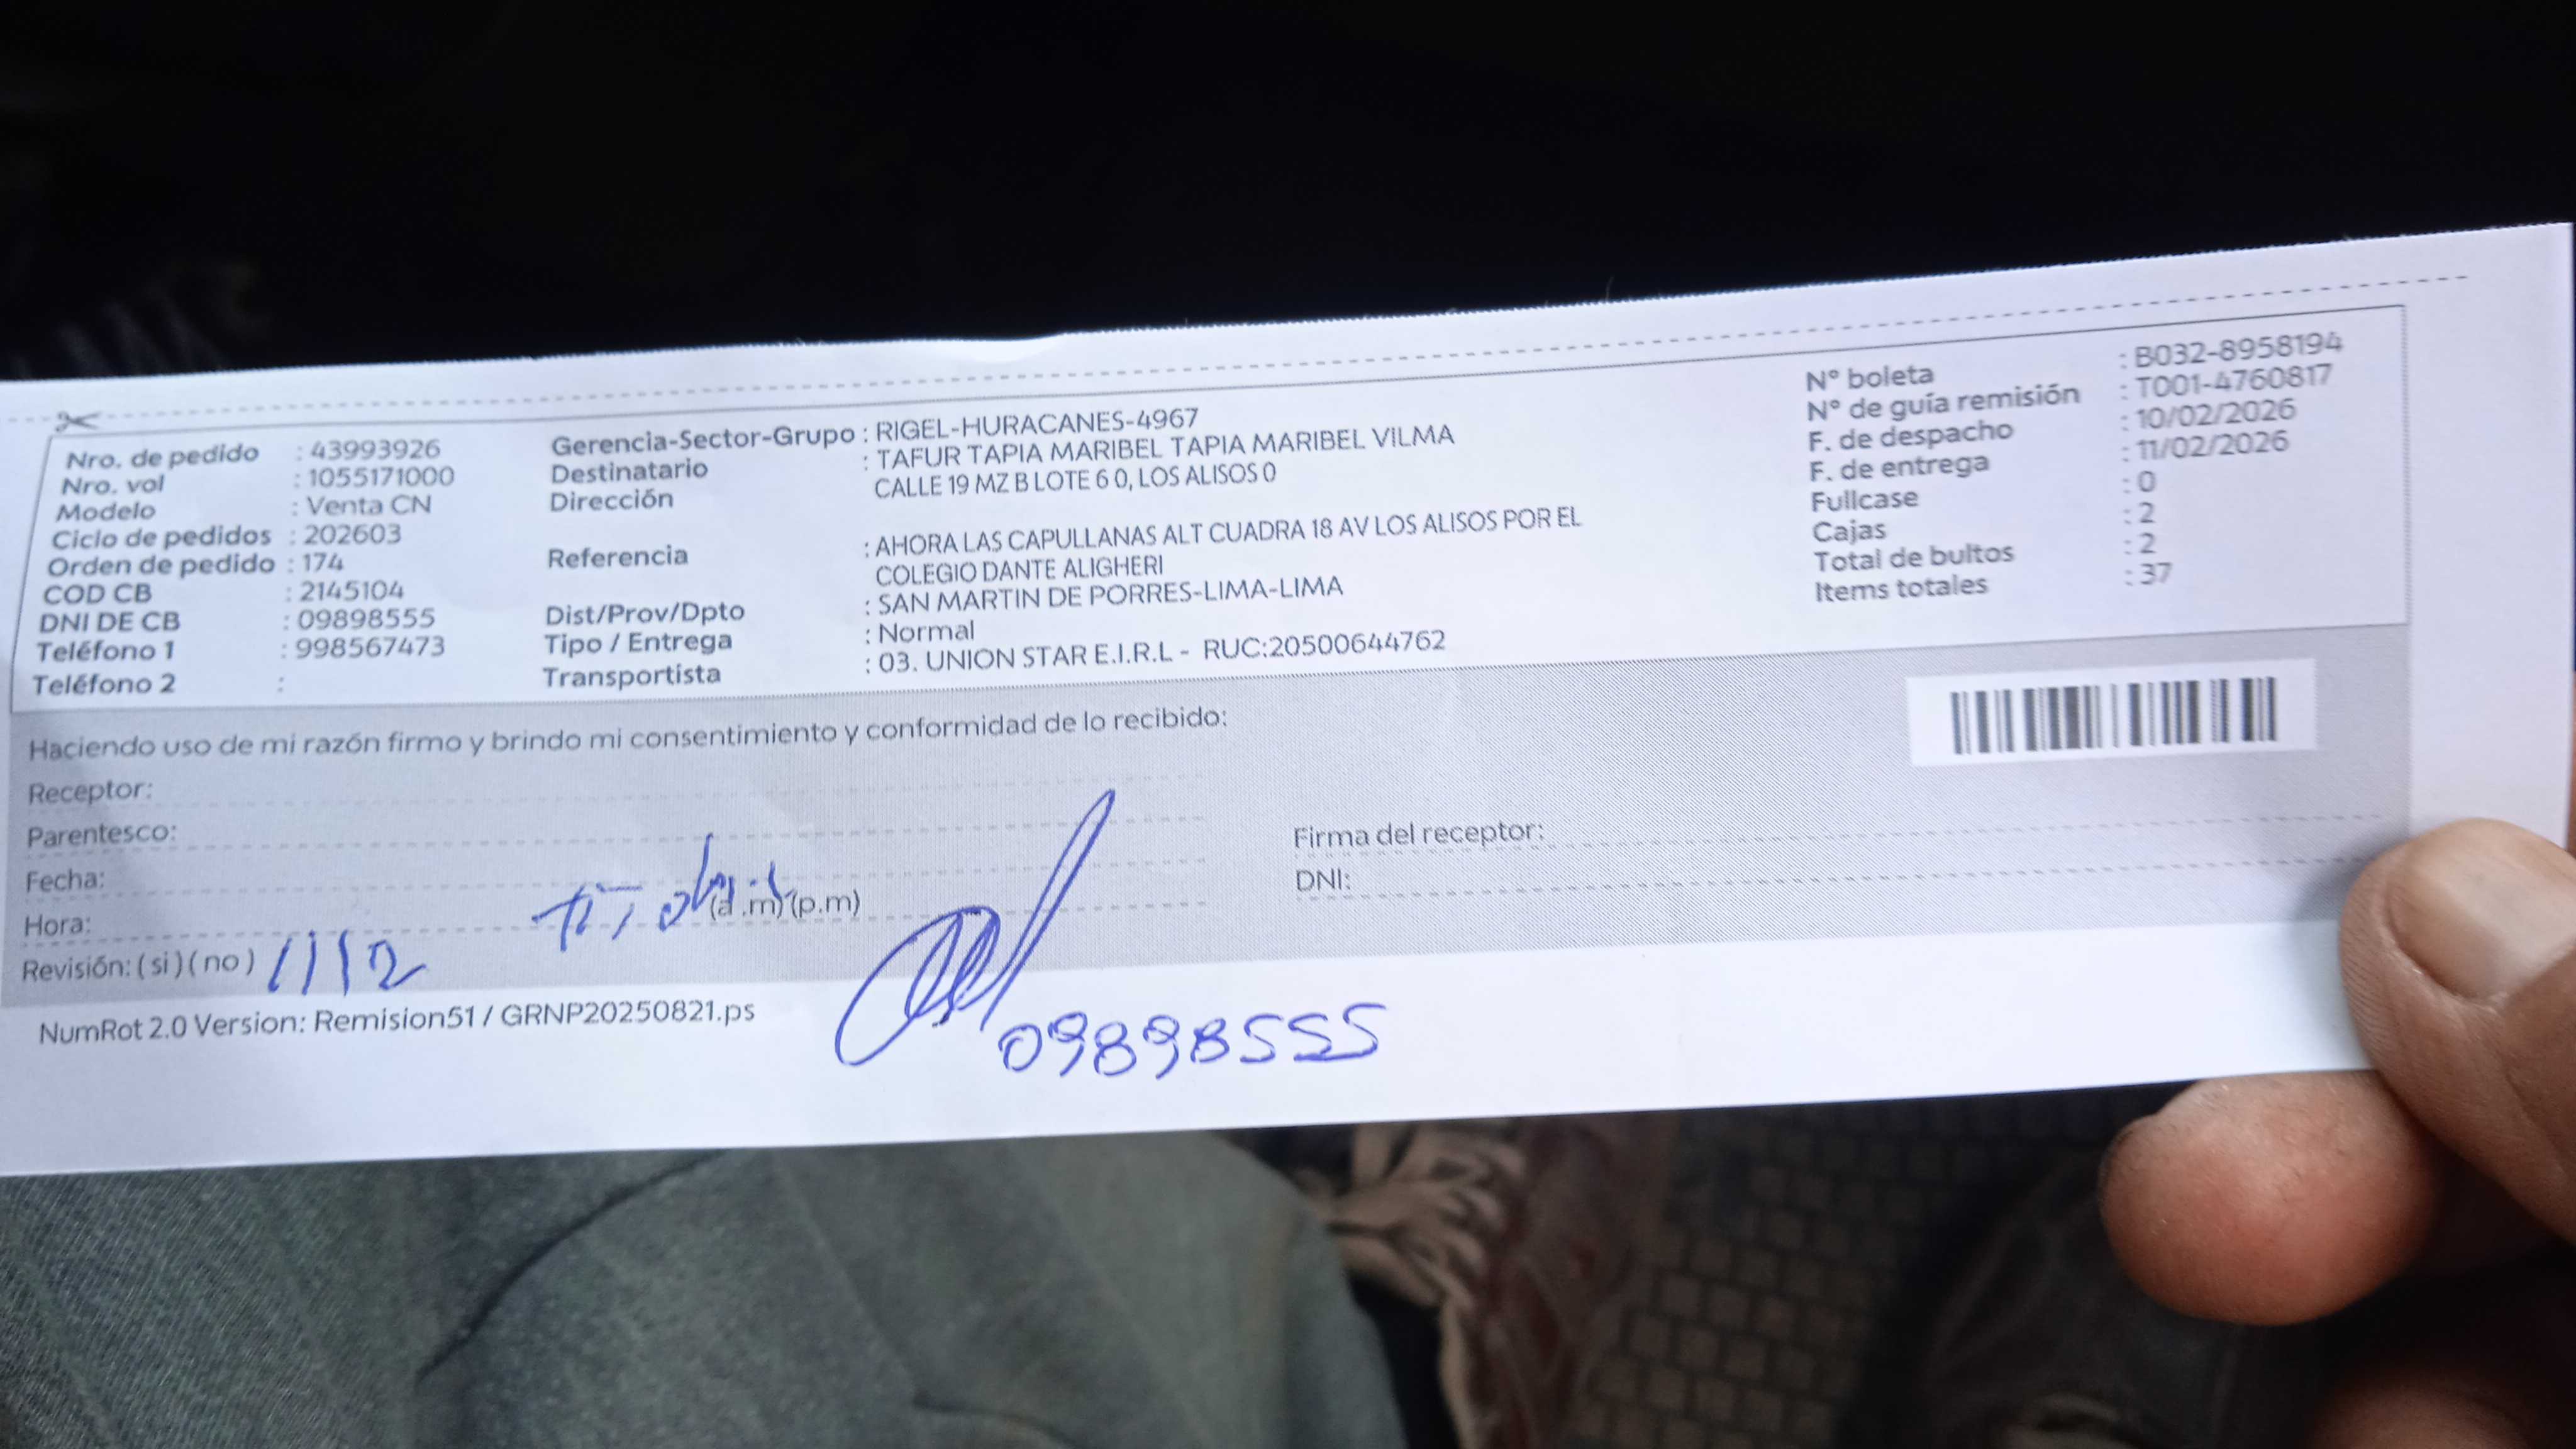 Nro. de pedido : 43993926
Nro. vol : 1055171000
Modelo : Venta CN
Ciclo de pedidos : 202603
Orden de pedido : 174
COD CB : 2145104
DNI DE CB : 09898555
Teléfono 1 : 998567473
Teléfono 2 :
Gerencia-Sector-Grupo : RIGEL-HURACANES-4967
Destinatario : TAFUR TAPIA MARIBEL TAPIA MARIBEL VILMA
Dirección CALLE 19 MZ B LOTE 6 0, LOS ALISOS 0
Referencia : AHORA LAS CAPULLANAS ALT CUADRA 18 AV LOS ALISOS POR EL
COLEGIO DANTE ALIGHERI
Dist/Prov/Dpto : SAN MARTIN DE PORRES-LIMA-LIMA
Tipo / Entrega : Normal
Transportista : 03. UNION STAR E.I.R.L - RUC:20500644762
N° boleta : B032-8958194
N° de guía remisión : T001-4760817
F. de despacho : 10/02/2026
F. de entrega : 11/02/2026
Fullcase : 0
Cajas : 2
Total de bultos : 2
Items totales : 37
Haciendo uso de mi razón firmo y brindo mi consentimiento y conformidad de lo recibido:
Receptor:
Parentesco:
Fecha:
Hora: (a.m) (p.m)
Revisión: ( si ) ( no )
Firma del receptor:
DNI:
09898555
NumRot 2.0 Version: Remision51 / GRNP20250821.ps